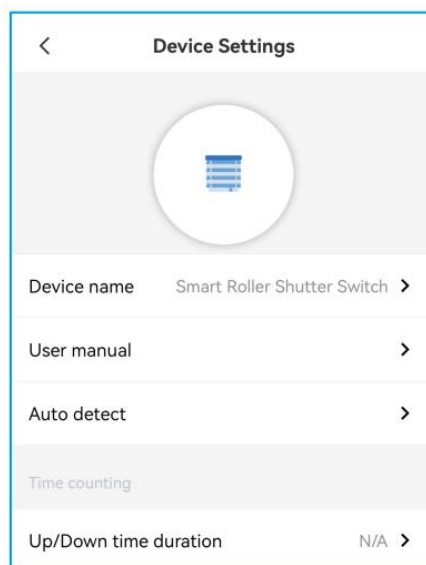 Device Settings
Device name Smart Roller Shutter Switch
User manual
Auto detect
Time counting
Up/Down time duration N/A